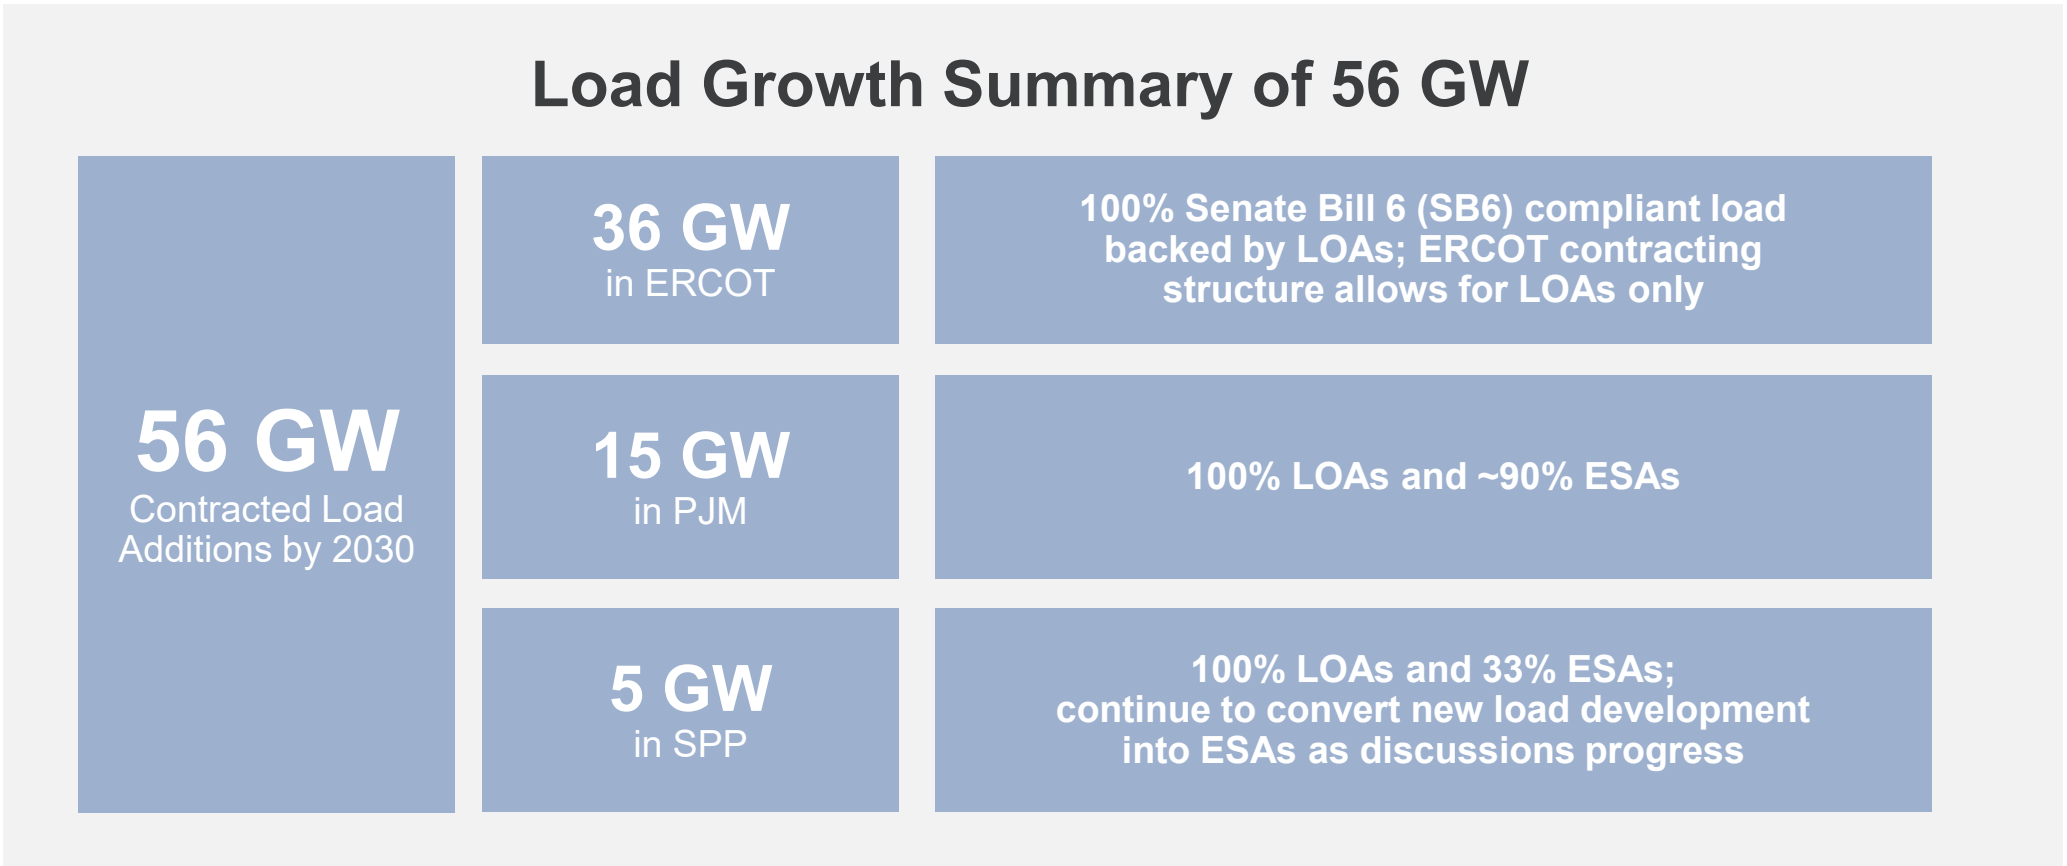 Load Growth Summary of 56 GW
56 GW
Contracted Load
Additions by 2030
36 GW
in ERCOT
100% Senate Bill 6 (SB6) compliant load
backed by LOAs; ERCOT contracting
structure allows for LOAs only
15 GW
in PJM
100% LOAs and ~90% ESAs
5 GW
in SPP
100% LOAs and 33% ESAs;
continue to convert new load development
into ESAs as discussions progress